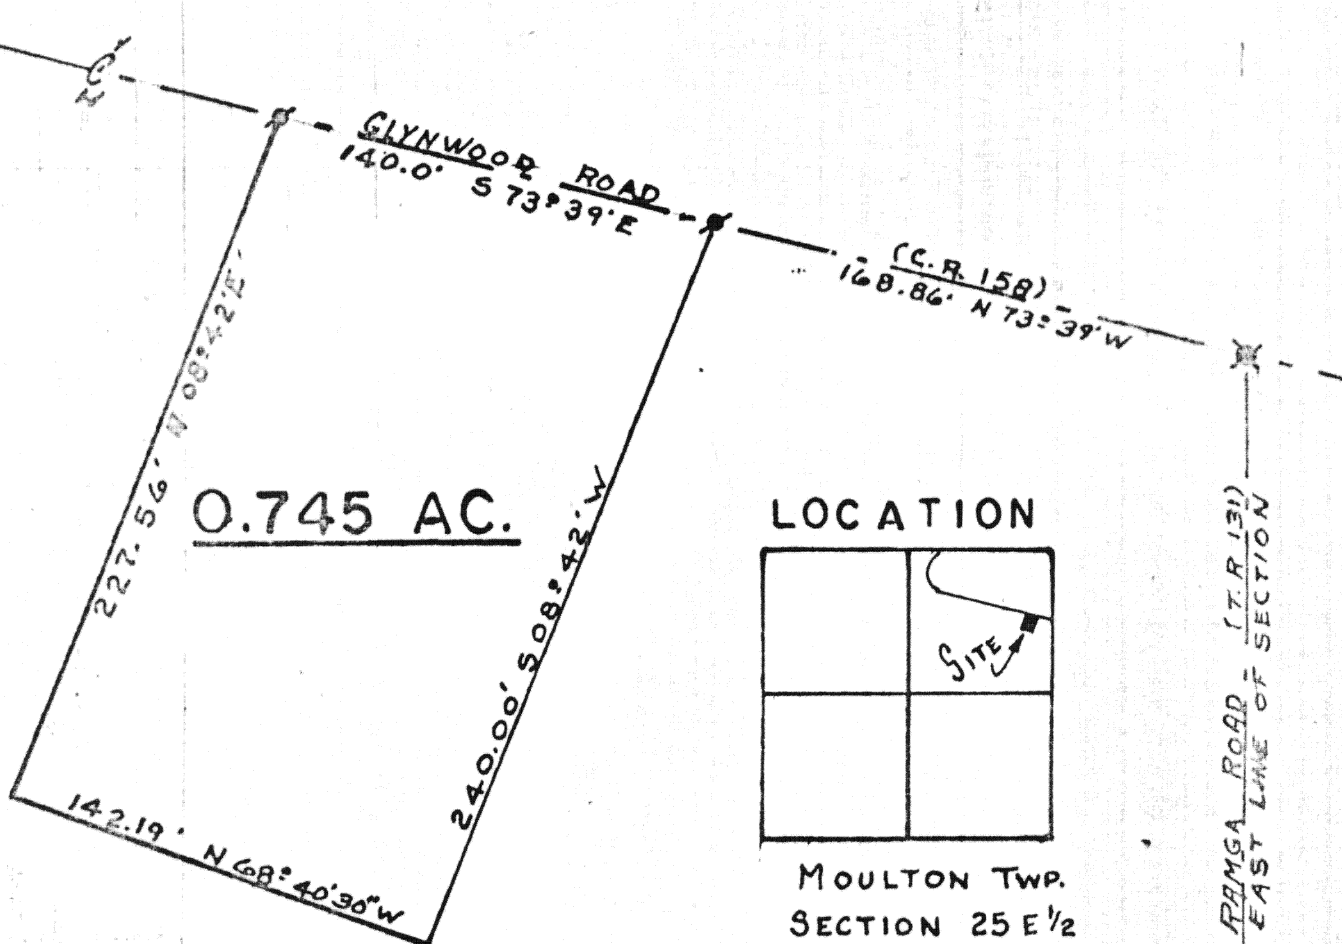 GLYNWOOD ROAD
140.0' S 73° 39' E
(C. R. 158)
168.86' N 73° 39' W
227.56' N 08° 42' E
0.745 AC.
240.00' S 08° 42' W
142.19' N 68° 40' 30" W
LOCATION
SITE
MOULTON TWP.
SECTION 25 E 1/2
RAMGA ROAD - (T.R 131)
EAST LINE OF SECTION